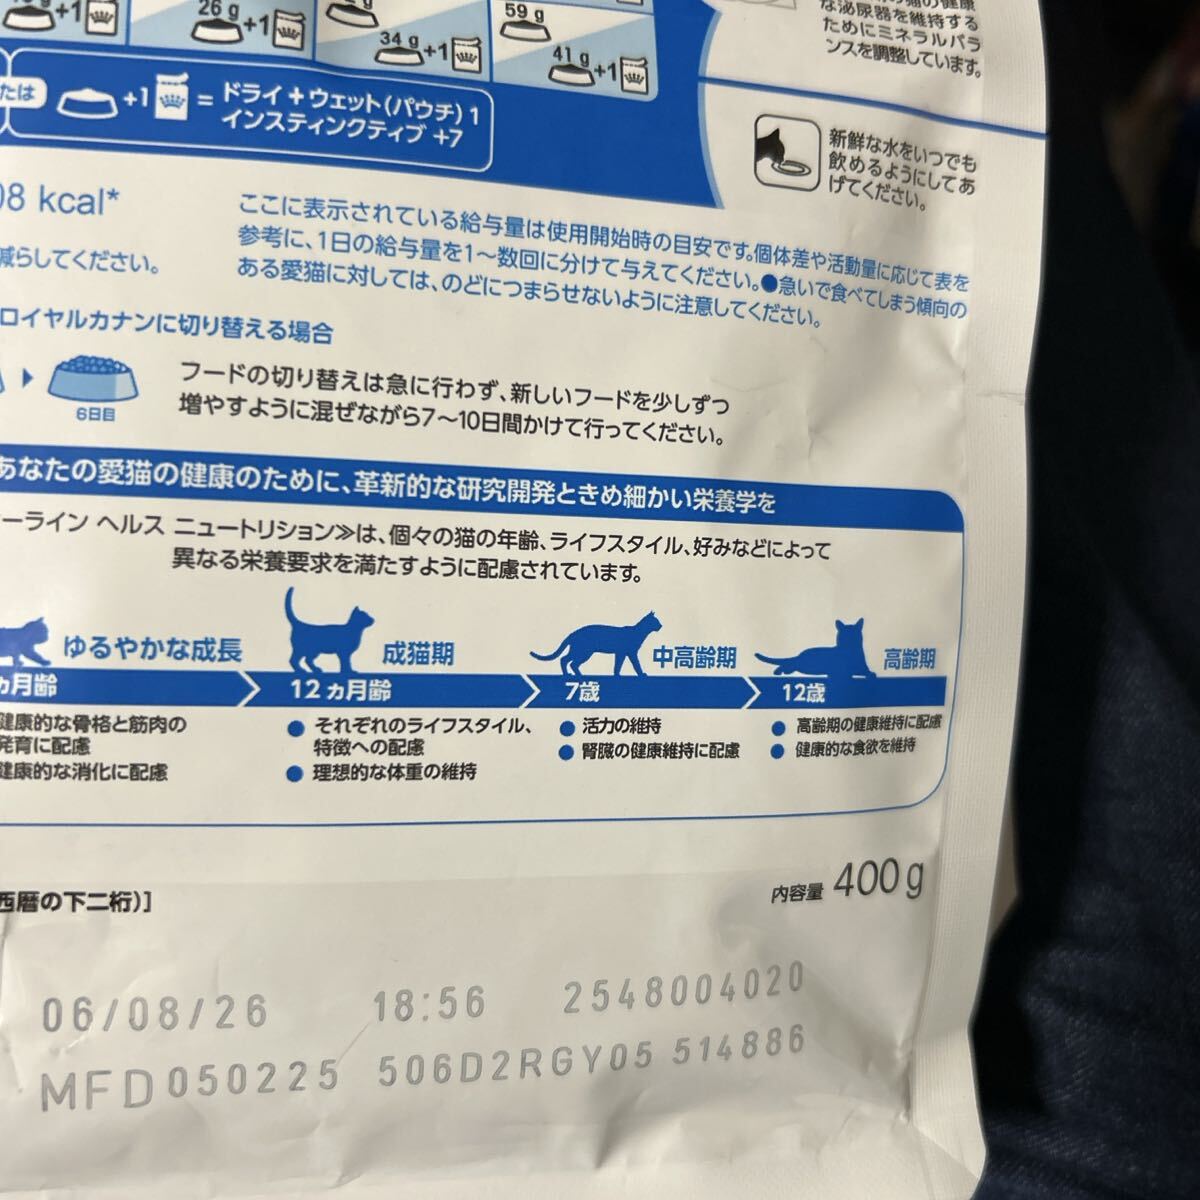 26 g
+1
+1
59 g
34 g
+1
41 g
+1
な泌尿器を維持する
ためにミネラルバラ
ンスを調整しています。
たは
+1
= ドライ+ウェット(パウチ)1
インスティンクティブ +7
新鮮な水をいつでも
飲めるようにしてあ
げてください。
08 kcal*
減らしてください。
ここに表示されている給与量は使用開始時の目安です。個体差や活動量に応じて表を
参考に、1日の給与量を1〜数回に分けて与えてください。●急いで食べてしまう傾向の
ある愛猫に対しては、のどにつまらせないように注意してください。
ロイヤルカナンに切り替える場合
6日目
フードの切り替えは急に行わず、新しいフードを少しずつ
増やすように混ぜながら7〜10日間かけて行ってください。
あなたの愛猫の健康のために、革新的な研究開発ときめ細かい栄養学を
ーライン ヘルス ニュートリション≫は、個々の猫の年齢、ライフスタイル、好みなどによって
異なる栄養要求を満たすように配慮されています。
ゆるやかな成長
成猫期
中高齢期
高齢期
ヵ月齢
12 ヵ月齢
7歳
12歳
健康的な骨格と筋肉の
発育に配慮
健康的な消化に配慮
● それぞれのライフスタイル、
特徴への配慮
● 理想的な体重の維持
● 活力の維持
● 腎臓の健康維持に配慮
● 高齢期の健康維持に配慮
● 健康的な食欲を維持
内容量 400 g
西暦の下二桁)]
06/08/26 18:56 2548004020
MFD050225 506D2RGY05 514886